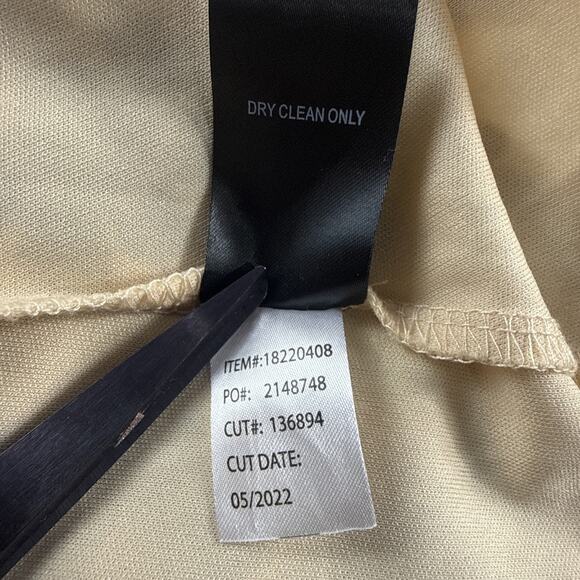 DRY CLEAN ONLY
ITEM#:18220408
PO#: 2148748
CUT#: 136894
CUT DATE:
05/2022